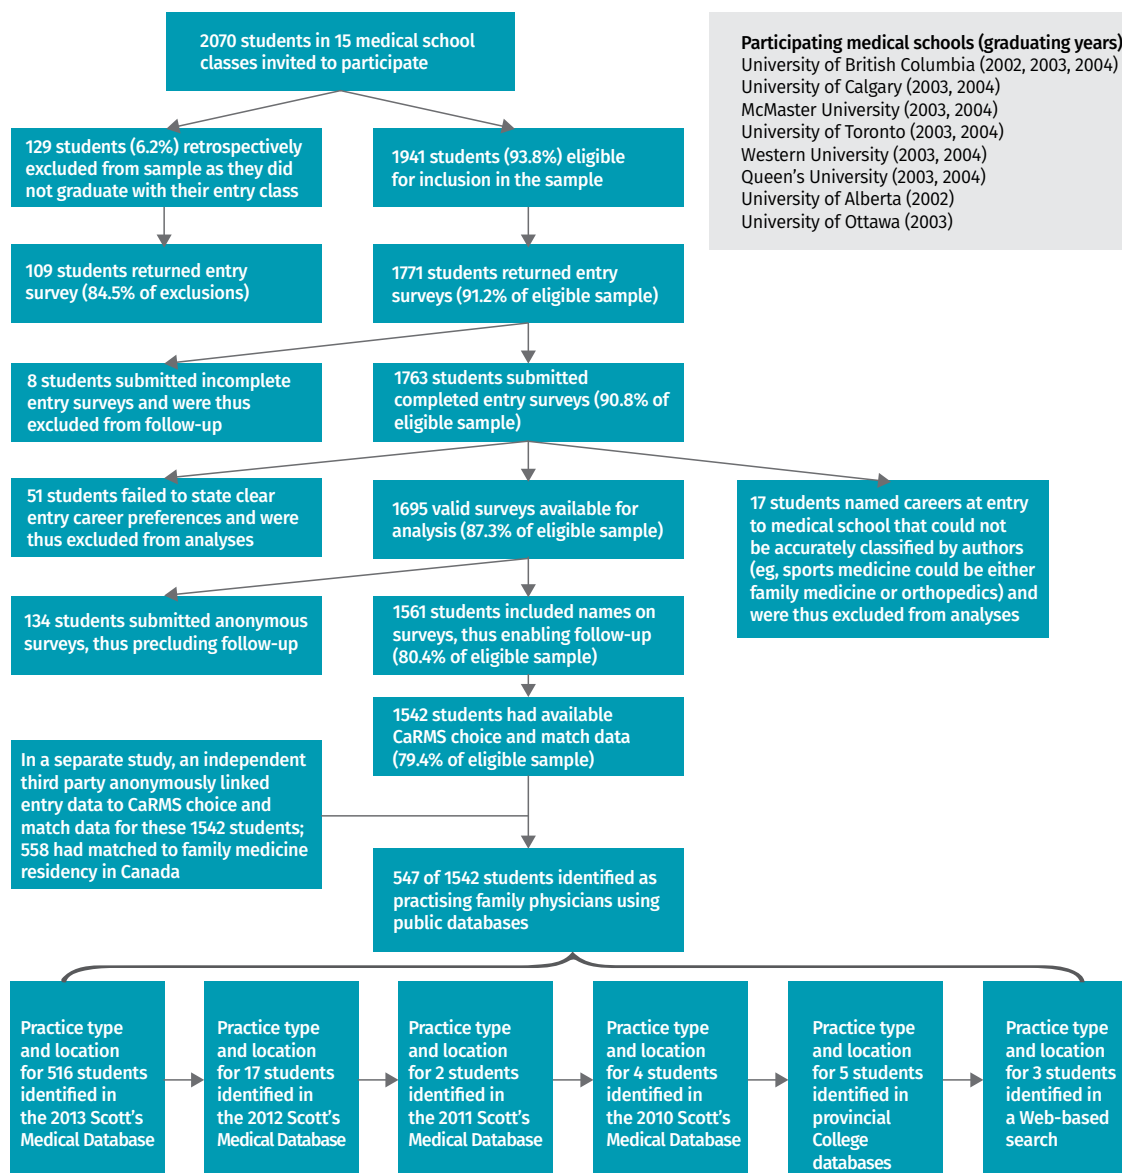 2070 students in 15 medical school
classes invited to participate
Participating medical schools (graduating years)
University of British Columbia (2002, 2003, 2004)
University of Calgary (2003, 2004)
McMaster University (2003, 2004)
University of Toronto (2003, 2004)
Western University (2003, 2004)
Queen's University (2003, 2004)
University of Alberta (2002)
University of Ottawa (2003)
129 students (6.2%) retrospectively
excluded from sample as they did
not graduate with their entry class
1941 students (93.8%) eligible
for inclusion in the sample
109 students returned entry
survey (84.5% of exclusions)
1771 students returned entry
surveys (91.2% of eligible sample)
8 students submitted incomplete
entry surveys and were thus
excluded from follow-up
1763 students submitted
completed entry surveys (90.8% of
eligible sample)
51 students failed to state clear
entry career preferences and were
thus excluded from analyses
1695 valid surveys available for
analysis (87.3% of eligible sample)
17 students named careers at entry
to medical school that could not
be accurately classified by authors
(eg, sports medicine could be either
family medicine or orthopedics) and
were thus excluded from analyses
134 students submitted anonymous
surveys, thus precluding follow-up
1561 students included names on
surveys, thus enabling follow-up
(80.4% of eligible sample)
1542 students had available
CaRMS choice and match data
(79.4% of eligible sample)
In a separate study, an independent
third party anonymously linked
entry data to CaRMS choice and
match data for these 1542 students;
558 had matched to family medicine
residency in Canada
547 of 1542 students identified as
practising family physicians using
public databases
Practice type
and location
for 516 students
identified in
the 2013 Scott's
Medical Database
Practice type
and location
for 17 students
identified in
the 2012 Scott's
Medical Database
Practice type
and location
for 2 students
identified in
the 2011 Scott's
Medical Database
Practice type
and location
for 4 students
identified in
the 2010 Scott's
Medical Database
Practice type
and location
for 5 students
identified in
provincial
College
databases
Practice type
and location
for 3 students
identified in
a Web-based
search